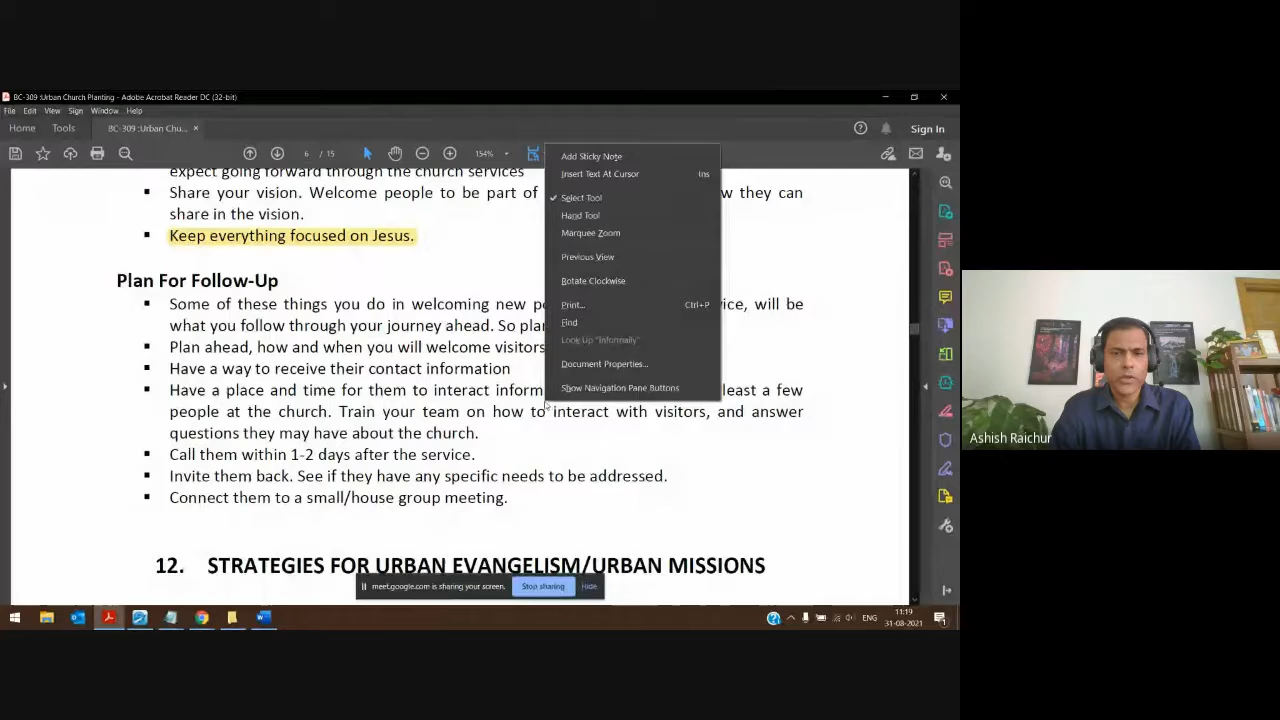 BC-309 :Urban Church Planting - Adobe Acrobat Reader DC (32-bit)
File Edit View Sign Window Help
Home Tools BC-309 :Urban Chu... × Sign In
6 / 15 154%
expect going forward through the church services
Share your vision. Welcome people to be part of w they can
share in the vision.
Keep everything focused on Jesus.
Plan For Follow-Up
Some of these things you do in welcoming new pe ice, will be
what you follow through your journey ahead. So plan
Plan ahead, how and when you will welcome visitors
Have a way to receive their contact information
Have a place and time for them to interact inform least a few
people at the church. Train your team on how to interact with visitors, and answer
questions they may have about the church.
Call them within 1-2 days after the service.
Invite them back. See if they have any specific needs to be addressed.
Connect them to a small/house group meeting.
12. STRATEGIES FOR URBAN EVANGELISM/URBAN MISSIONS
Add Sticky Note
Insert Text At Cursor Ins
Select Tool
Hand Tool
Marquee Zoom
Previous View
Rotate Clockwise
Print... Ctrl+P
Find
Look Up "informally"
Document Properties...
Show Navigation Pane Buttons
meet.google.com is sharing your screen. Stop sharing Hide
ENG 11:19
31-08-2021
Ashish Raichur